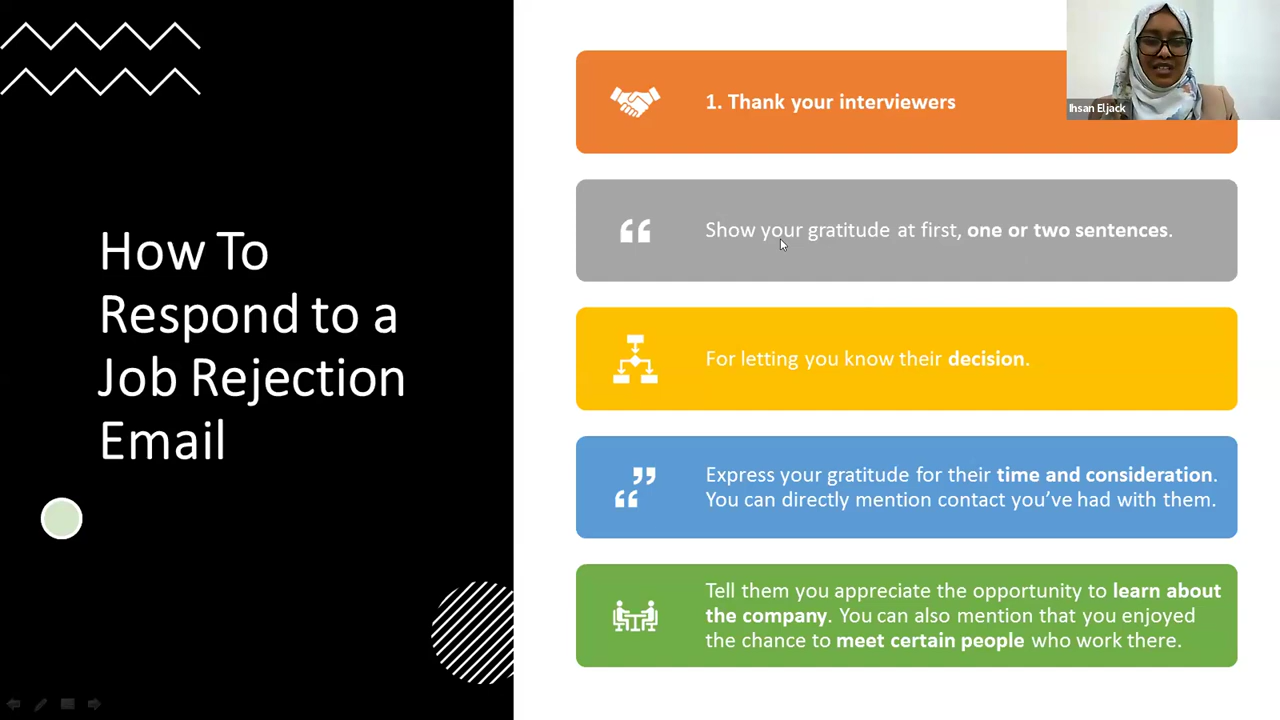 How To
Respond to a
Job Rejection
Email
1. Thank your interviewers
Ihsan Eljack
Show your gratitude at first, one or two sentences.
For letting you know their decision.
Express your gratitude for their time and consideration.
You can directly mention contact you’ve had with them.
Tell them you appreciate the opportunity to learn about
the company. You can also mention that you enjoyed
the chance to meet certain people who work there.